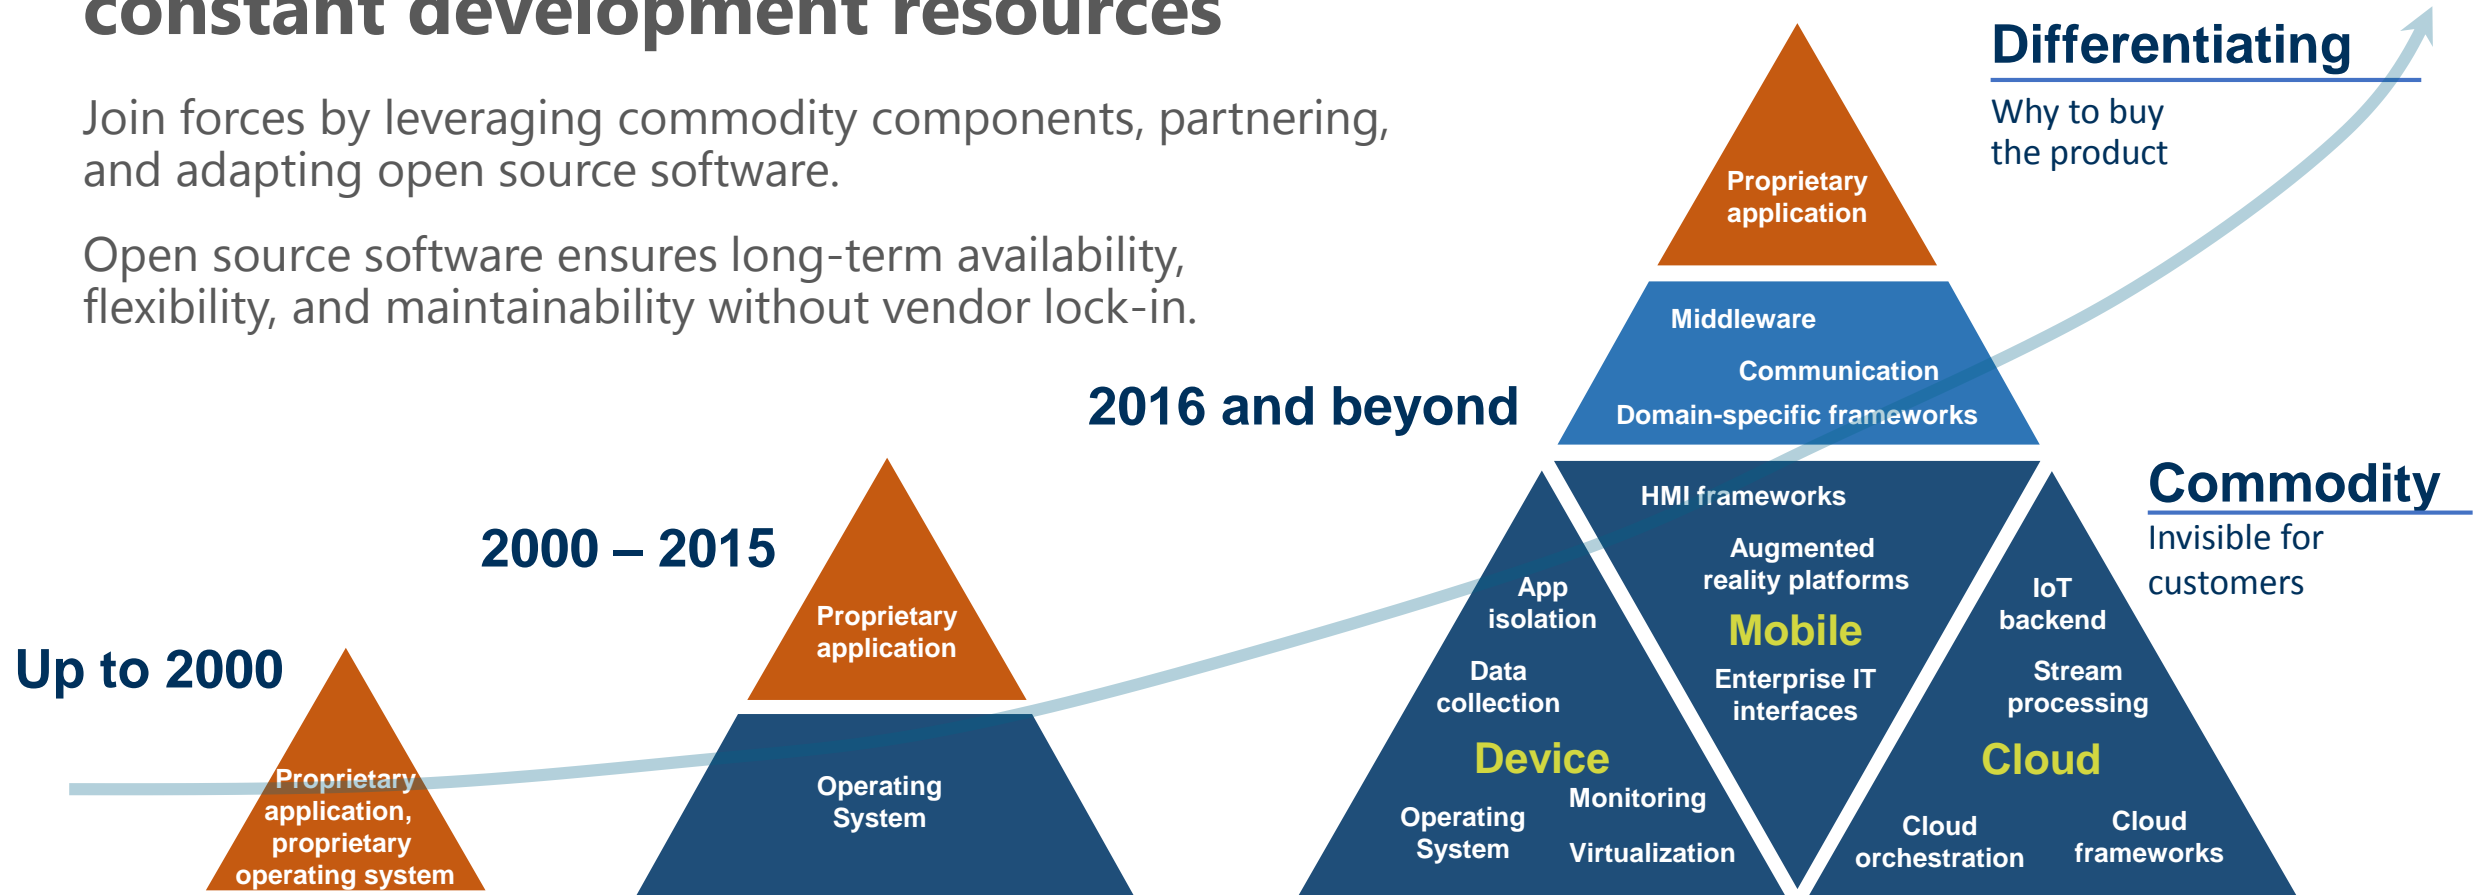 constant development resources
Join forces by leveraging commodity components, partnering,
and adapting open source software.
Open source software ensures long-term availability,
flexibility, and maintainability without vendor lock-in.
Up to 2000
Proprietary
application,
proprietary
operating system
2000 – 2015
Proprietary
application
Operating
System
2016 and beyond
Proprietary
application
Middleware
Communication
Domain-specific frameworks
HMI frameworks
Augmented
reality platforms
Mobile
Enterprise IT
interfaces
App
isolation
Data
collection
Device
Monitoring
Operating
System
Virtualization
IoT
backend
Stream
processing
Cloud
Cloud
orchestration
Cloud
frameworks
Differentiating
Why to buy
the product
Commodity
Invisible for
customers